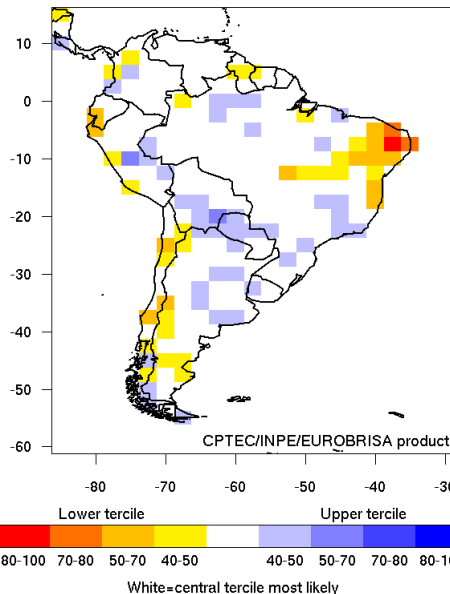 10
0
-10
-20
-30
-40
-50
-60
CPTEC/INPE/EUROBRISA product
-80 -70 -60 -50 -40 -30
Lower tercile Upper tercile
80-100 70-80 50-70 40-50 40-50 50-70 70-80 80-10
White=central tercile most likely